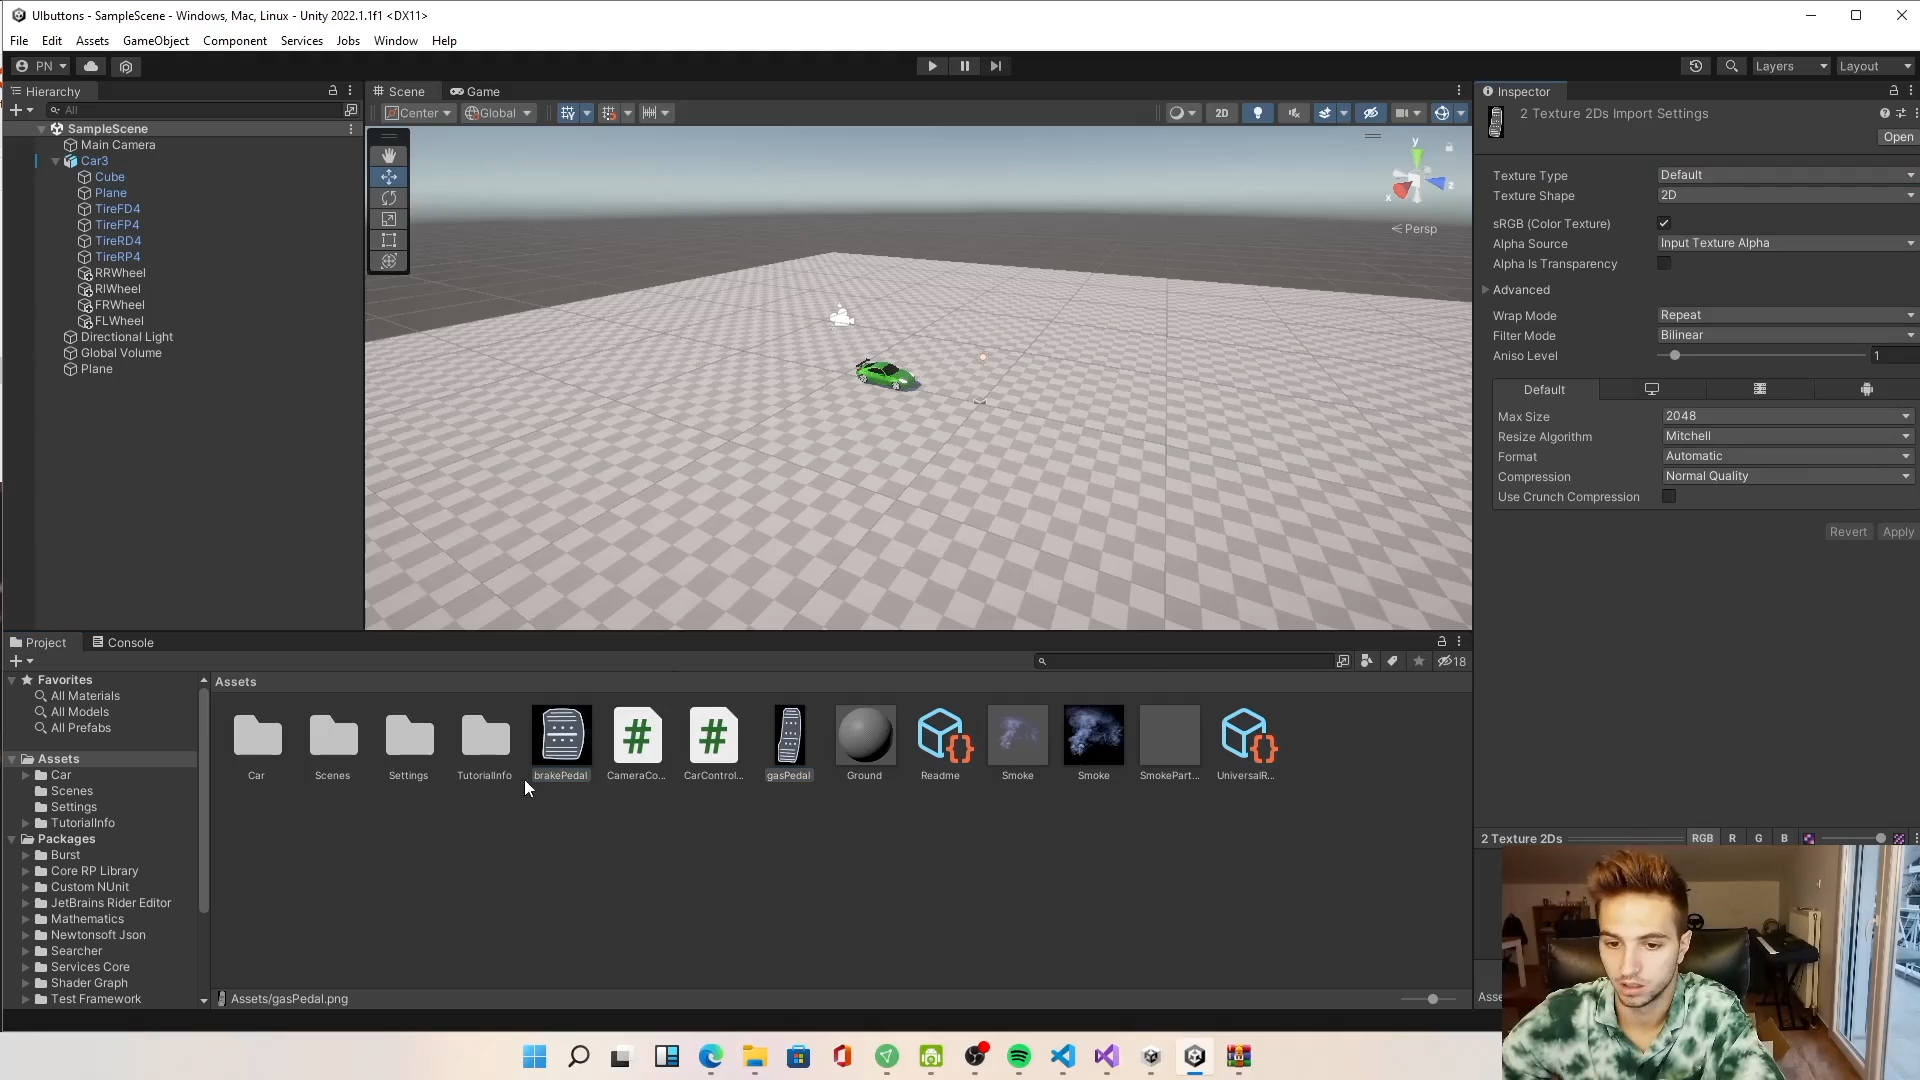 UIbuttons - SampleScene - Windows, Mac, Linux - Unity 2022.1.1f1 <DX11>
File Edit Assets GameObject Component Services Jobs Window Help
PN Layers Layout
Hierarchy
All
SampleScene
Main Camera
Car3
Cube
Plane
TireFD4
TireFP4
TireRD4
TireRP4
RRWheel
RlWheel
FRWheel
FLWheel
Directional Light
Global Volume
Plane
Scene Game
Center Global 2D
y
x
z
Persp
Inspector
2 Texture 2Ds Import Settings
Open
Texture Type Default
Texture Shape 2D
sRGB (Color Texture)
Alpha Source Input Texture Alpha
Alpha Is Transparency
Advanced
Wrap Mode Repeat
Filter Mode Bilinear
Aniso Level 1
Default
Max Size 2048
Resize Algorithm Mitchell
Format Automatic
Compression Normal Quality
Use Crunch Compression
Revert Apply
Project Console
18
Favorites
All Materials
All Models
All Prefabs
Assets
Car
Scenes
Settings
TutorialInfo
Packages
Burst
Core RP Library
Custom NUnit
JetBrains Rider Editor
Mathematics
Newtonsoft Json
Searcher
Services Core
Shader Graph
Test Framework
Assets
Car Scenes Settings TutorialInfo brakePedal CameraCo... CarControl... gasPedal Ground Readme Smoke Smoke SmokePart... UniversalR...
Assets/gasPedal.png
2 Texture 2Ds RGB R G B
Asse